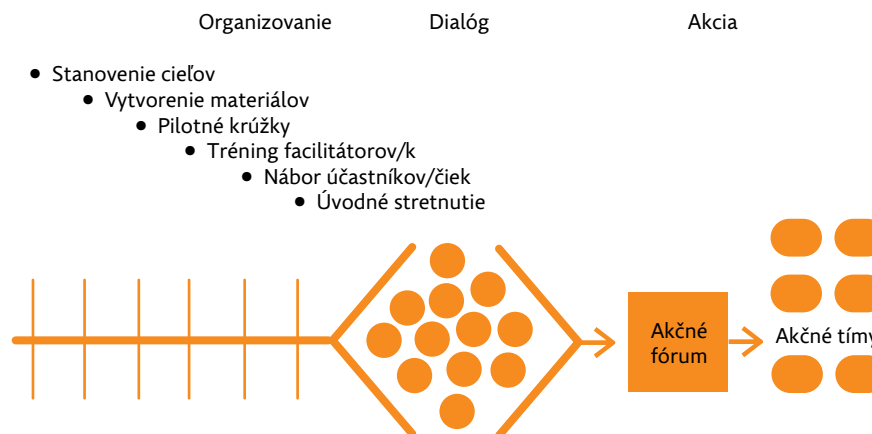 Organizovanie Dialóg Akcia
Stanovenie cieľov
Vytvorenie materiálov
Pilotné krúžky
Tréning facilitátorov/k
Nábor účastníkov/čiek
Úvodné stretnutie
Akčné
fórum
Akčné tímy